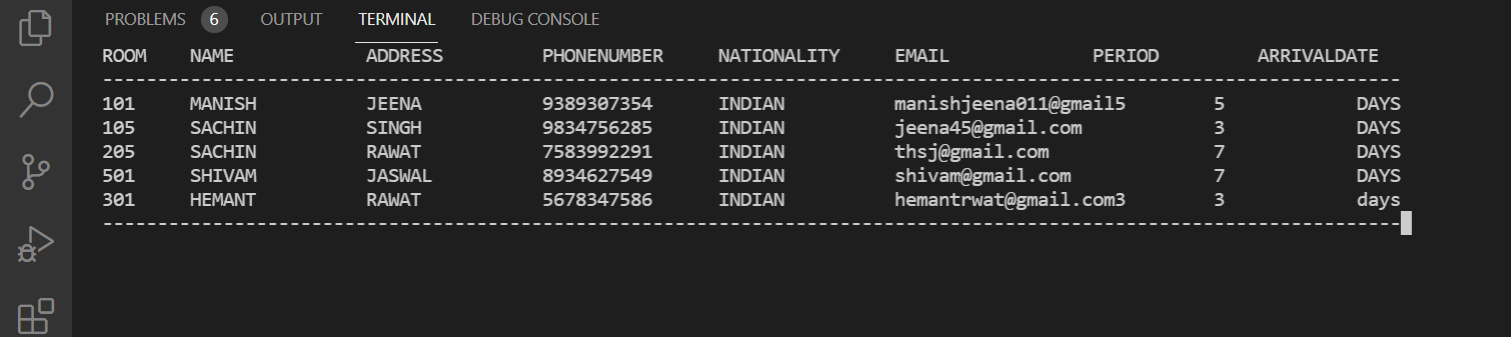 PROBLEMS 6 OUTPUT TERMINAL DEBUG CONSOLE
ROOM NAME ADDRESS PHONENUMBER NATIONALITY EMAIL PERIOD ARRIVALDATE
----------------------------------------------------------------------------------------------------------------------
101 MANISH JEENA 9389307354 INDIAN manishjeena011@gmail5 5 DAYS
105 SACHIN SINGH 9834756285 INDIAN jeena45@gmail.com 3 DAYS
205 SACHIN RAWAT 7583992291 INDIAN thsj@gmail.com 7 DAYS
501 SHIVAM JASWAL 8934627549 INDIAN shivam@gmail.com 7 DAYS
301 HEMANT RAWAT 5678347586 INDIAN hemantrwat@gmail.com3 3 days
----------------------------------------------------------------------------------------------------------------------